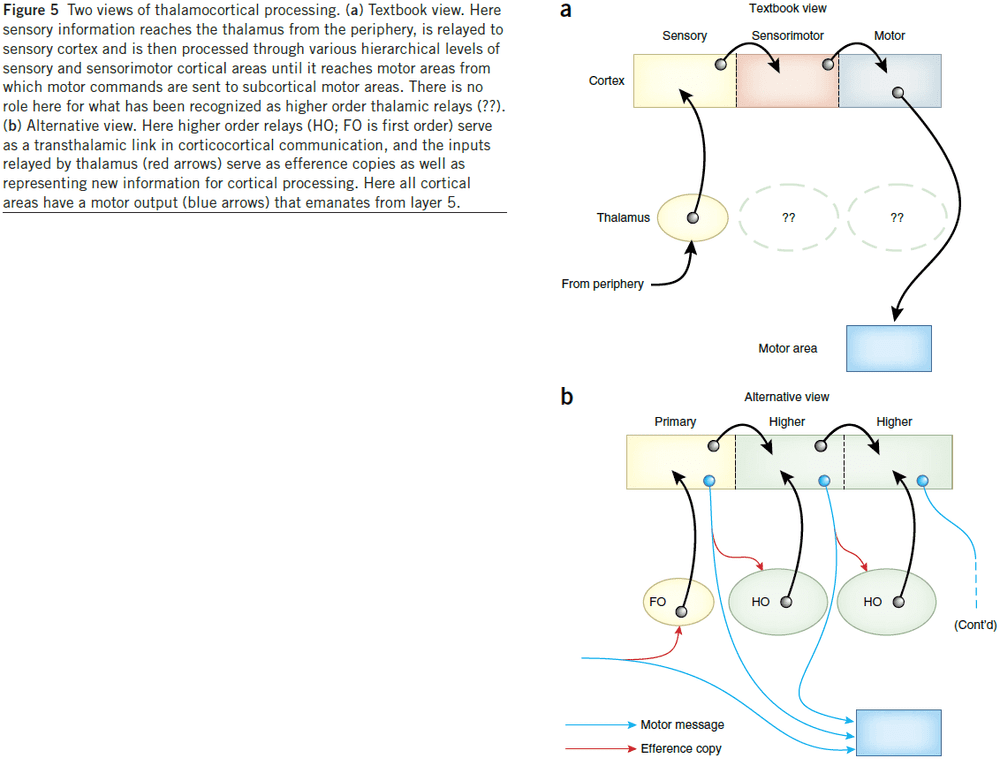 Figure 5 Two views of thalamocortical processing. (a) Textbook view. Here
sensory information reaches the thalamus from the periphery, is relayed to
sensory cortex and is then processed through various hierarchical levels of
sensory and sensorimotor cortical areas until it reaches motor areas from
which motor commands are sent to subcortical motor areas. There is no
role here for what has been recognized as higher order thalamic relays (??).
(b) Alternative view. Here higher order relays (HO; FO is first order) serve
as a transthalamic link in corticocortical communication, and the inputs
relayed by thalamus (red arrows) serve as efference copies as well as
representing new information for cortical processing. Here all cortical
areas have a motor output (blue arrows) that emanates from layer 5.
a
Textbook view
Sensory Sensorimotor Motor
Cortex
Thalamus ?? ??
From periphery
Motor area
b
Alternative view
Primary Higher Higher
FO HO HO
(Cont'd)
Motor message
Efference copy